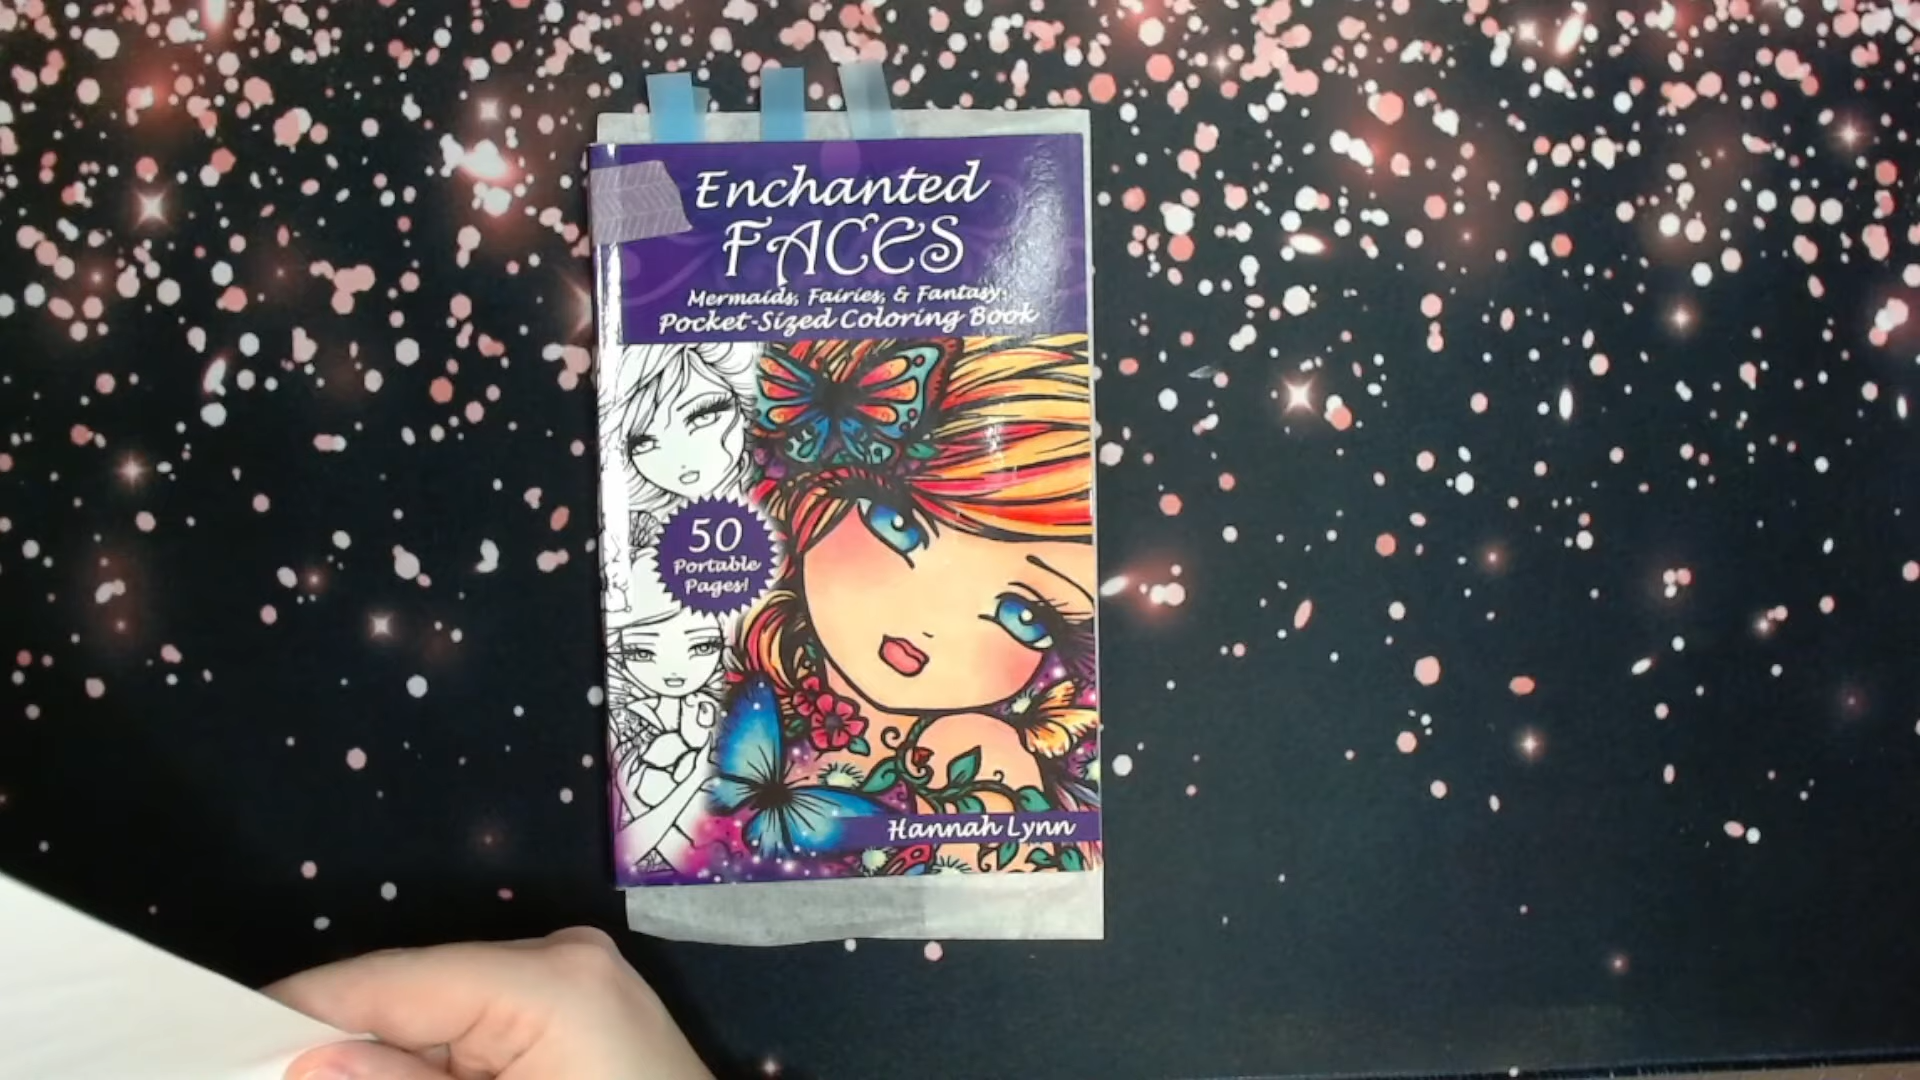 Enchanted
FACES
Mermaids, Fairies, & Fantasy:
Pocket-Sized Coloring Book
50
Portable
Pages!
Hannah Lynn